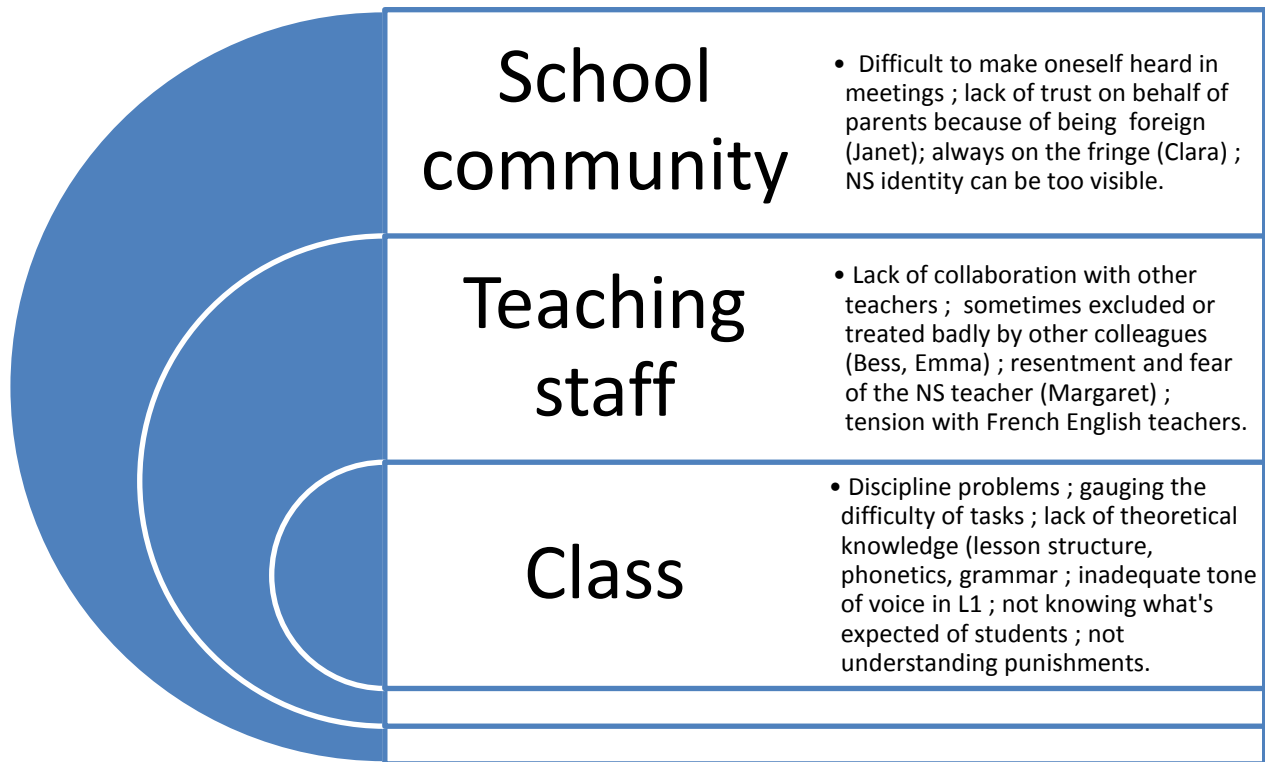 School
community
• Difficult to make oneself heard in
meetings ; lack of trust on behalf of
parents because of being foreign
(Janet); always on the fringe (Clara) ;
NS identity can be too visible.
Teaching
staff
• Lack of collaboration with other
teachers ; sometimes excluded or
treated badly by other colleagues
(Bess, Emma) ; resentment and fear
of the NS teacher (Margaret) ;
tension with French English teachers.
Class
• Discipline problems ; gauging the
difficulty of tasks ; lack of theoretical
knowledge (lesson structure,
phonetics, grammar ; inadequate tone
of voice in L1 ; not knowing what's
expected of students ; not
understanding punishments.